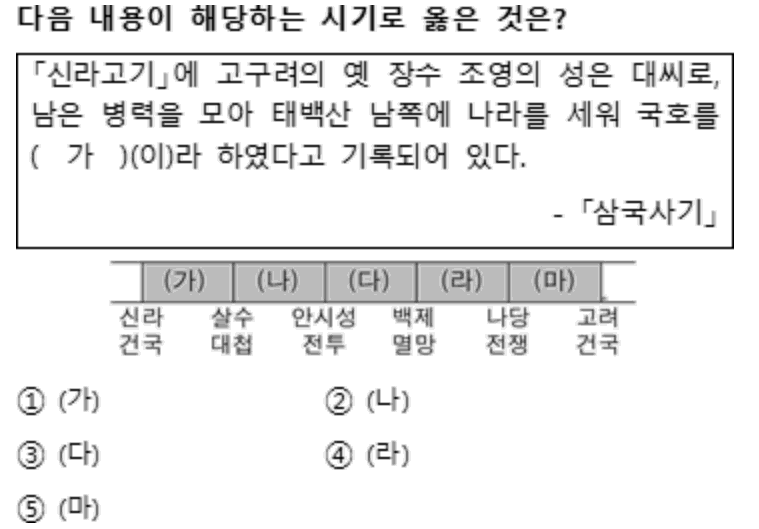 다음 내용이 해당하는 시기로 옳은 것은?
「신라고기」에 고구려의 옛 장수 조영의 성은 대씨로,
남은 병력을 모아 태백산 남쪽에 나라를 세워 국호를
( 가 )(이)라 하였다고 기록되어 있다.
- 「삼국사기」
(가) (나) (다) (라) (마)
신라 살수 안시성 백제 나당 고려
건국 대첩 전투 멸망 전쟁 건국
① (가) ② (나)
③ (다) ④ (라)
⑤ (마)